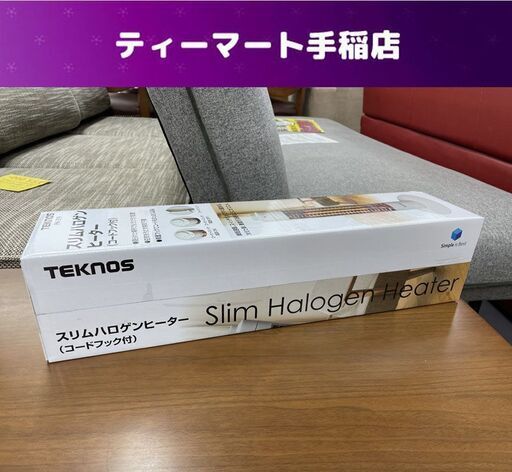 ティーマート手稲店
TEKNOS
スリムハロゲン
ヒーター
(コードフック付)
Simple is Best
TEKNOS
スリムハロゲンヒーター
(コードフック付)
Slim Halogen Heater